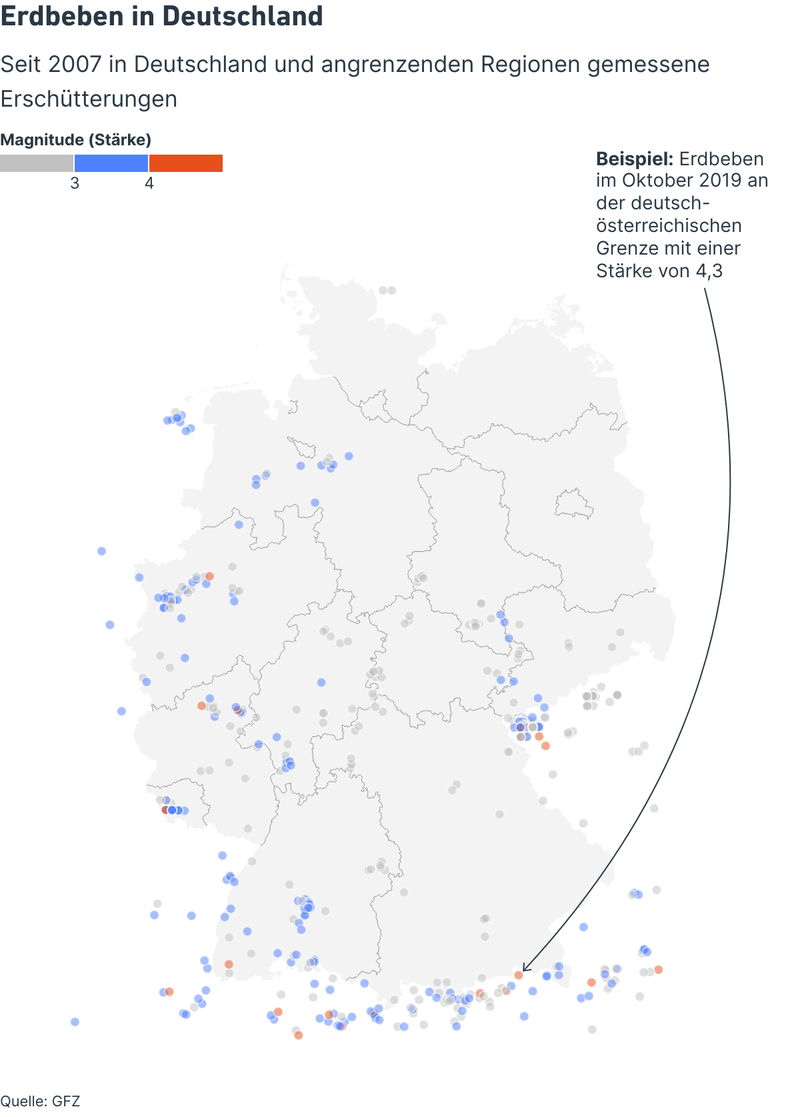 Erdbeben in Deutschland
Seit 2007 in Deutschland und angrenzenden Regionen gemessene
Erschütterungen
Magnitude (Stärke)
3 4
Beispiel: Erdbeben
im Oktober 2019 an
der deutsch-
österreichischen
Grenze mit einer
Stärke von 4,3
Quelle: GFZ